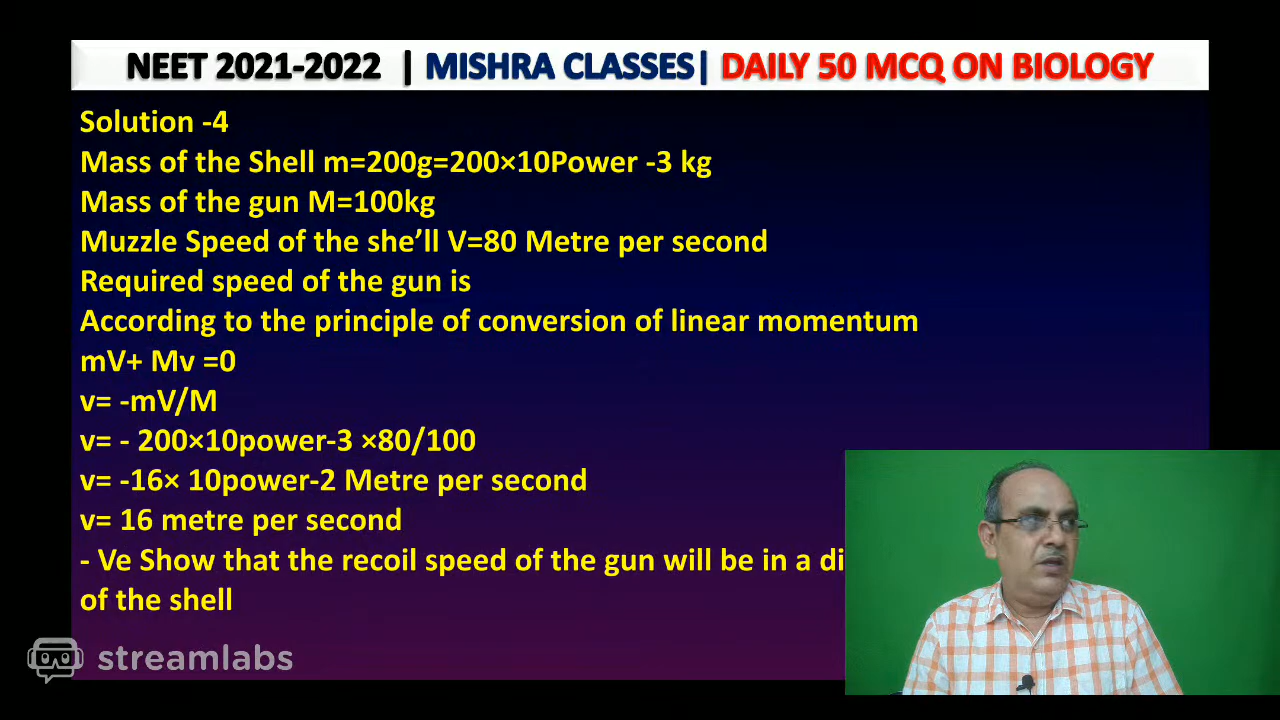 NEET 2021-2022 | MISHRA CLASSES| DAILY 50 MCQ ON BIOLOGY
Solution -4
Mass of the Shell m=200g=200×10Power -3 kg
Mass of the gun M=100kg
Muzzle Speed of the she’ll V=80 Metre per second
Required speed of the gun is
According to the principle of conversion of linear momentum
mV+ Mv =0
v= -mV/M
v= - 200×10power-3 ×80/100
v= -16× 10power-2 Metre per second
v= 16 metre per second
- Ve Show that the recoil speed of the gun will be in a di
of the shell
streamlabs